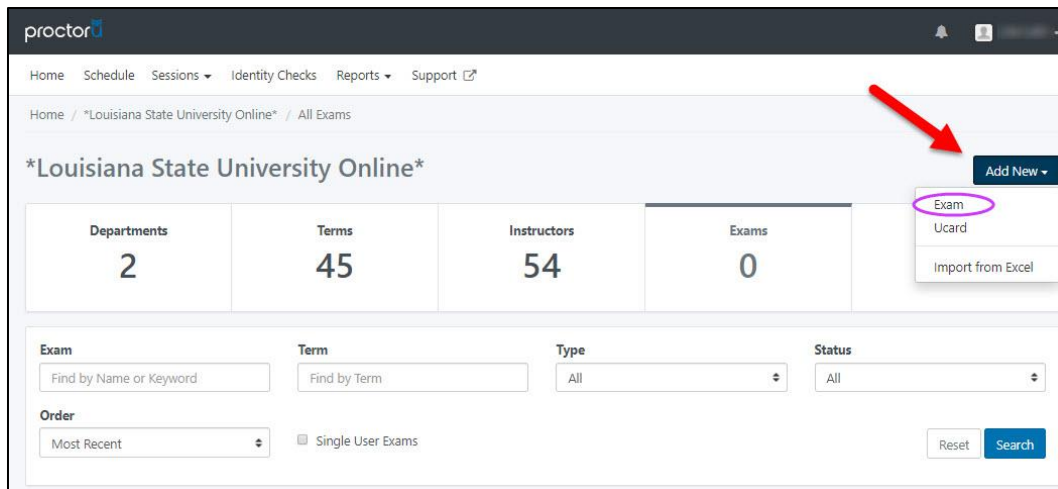 proctoru
Home Schedule Sessions Identity Checks Reports Support
Home / *Louisiana State University Online* / All Exams
*Louisiana State University Online*
Add New
Exam
Ucard
Import from Excel
Departments Terms Instructors Exams
2 45 54 0
Exam Term Type Status
Find by Name or Keyword Find by Term All All
Order
Most Recent Single User Exams Reset Search